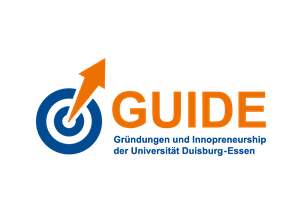 GUIDE
Gründungen und Innopreneurship
der Universität Duisburg-Essen